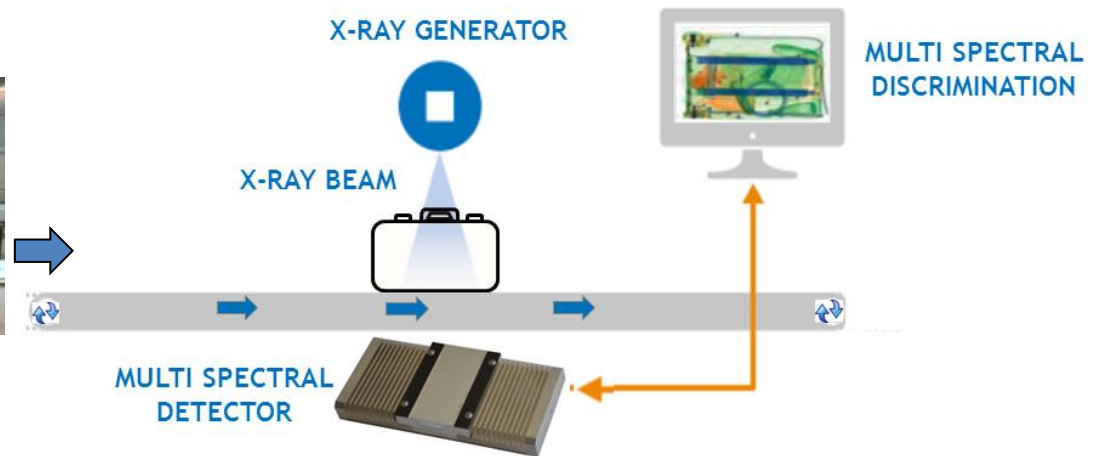 X-RAY GENERATOR
MULTI SPECTRAL
DISCRIMINATION
X-RAY BEAM
MULTI SPECTRAL
DETECTOR